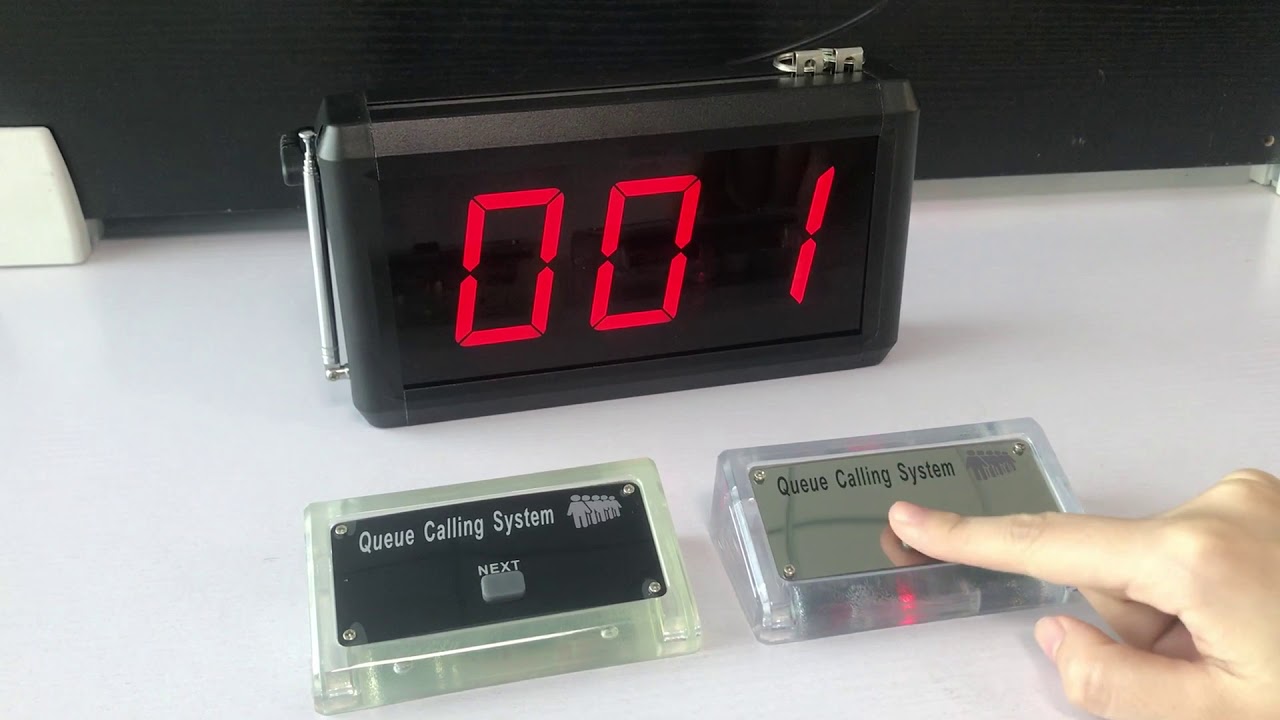 001
Queue Calling System
NEXT
Queue Calling System